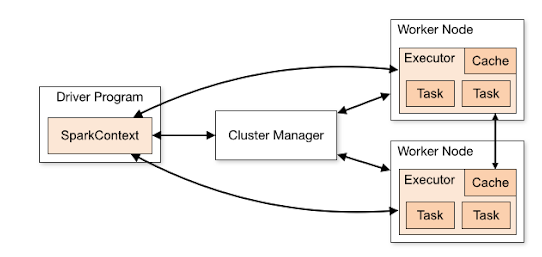 Driver Program
SparkContext
Cluster Manager
Worker Node
Executor
Cache
Task
Task
Worker Node
Executor
Cache
Task
Task